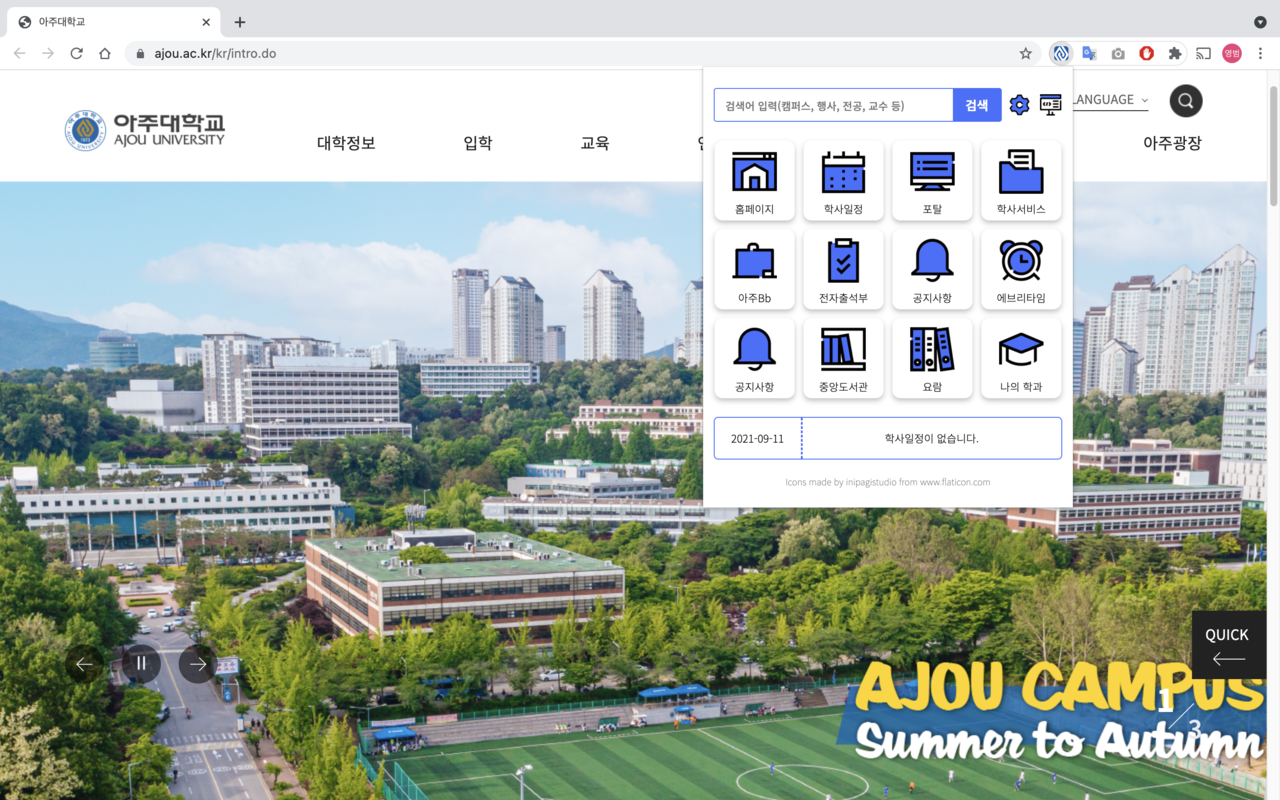 아주대학교
ajou.ac.kr/kr/intro.do
영범
아주대학교
AJOU UNIVERSITY
대학정보
입학
교육
LANGUAGE
아주광장
검색어 입력(캠퍼스, 행사, 전공, 교수 등)
검색
홈페이지
학사일정
포탈
학사서비스
아주Bb
전자출석부
공지사항
에브리타임
공지사항
중앙도서관
요람
나의 학과
2021-09-11
학사일정이 없습니다.
Icons made by inipagistudio from www.flaticon.com
QUICK
AJOU CAMPUS
Summer to Autumn
1
3